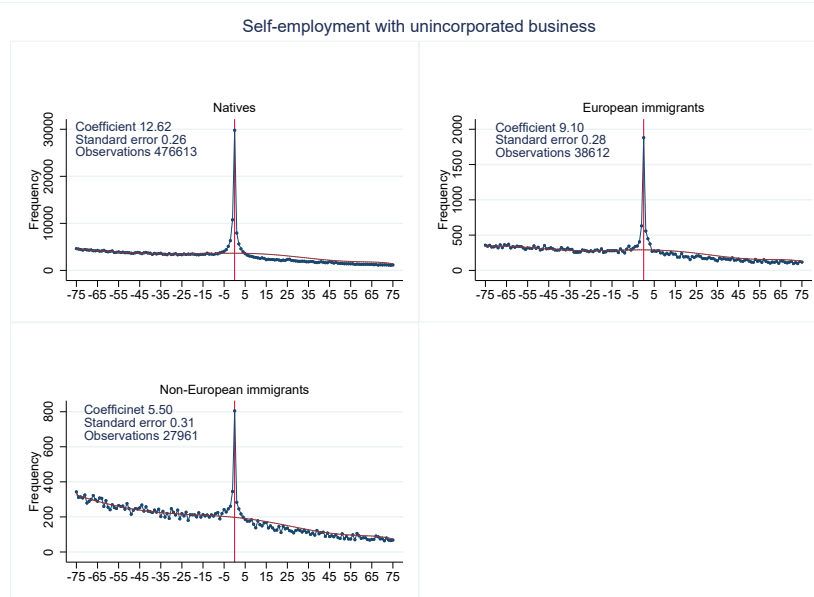 Self-employment with unincorporated business
Natives
Coefficient 12.62
Standard error 0.26
Observations 476613
Frequency
30000
20000
10000
0
-75 -65 -55 -45 -35 -25 -15 -5 5 15 25 35 45 55 65 75
European immigrants
Coefficient 9.10
Standard error 0.28
Observations 38612
Frequency
2000
1500
1000
500
0
-75 -65 -55 -45 -35 -25 -15 -5 5 15 25 35 45 55 65 75
Non-European immigrants
Coefficinet 5.50
Standard error 0.31
Observations 27961
Frequency
800
600
400
200
0
-75 -65 -55 -45 -35 -25 -15 -5 5 15 25 35 45 55 65 75